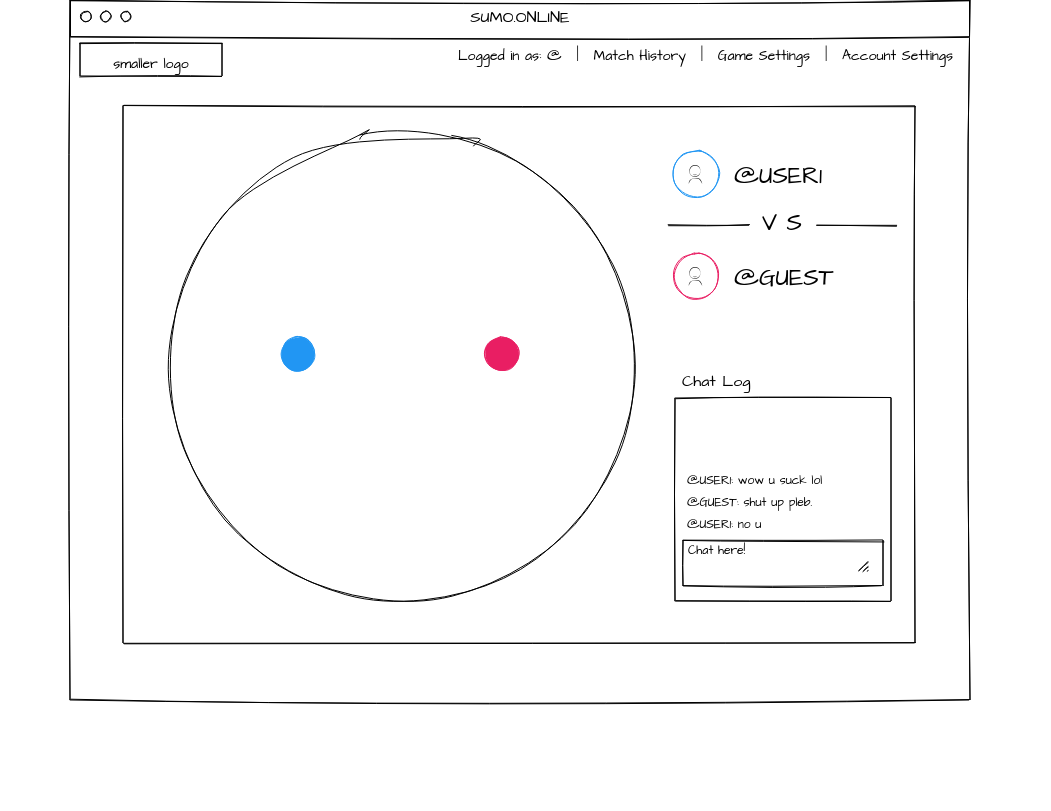 SUMO.ONLINE
smaller logo
Logged in as: @ | Match History | Game Settings | Account Settings
@USER1
V S
@GUEST
Chat Log
@USER1: wow u suck lol
@GUEST: shut up pleb.
@USER1: no u
Chat here!